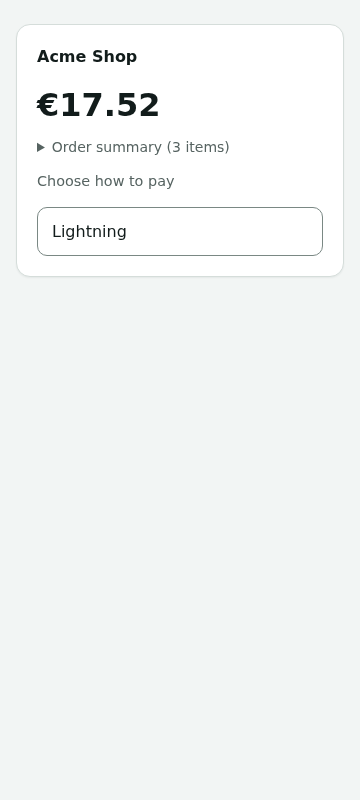 Acme Shop
€17.52
Order summary (3 items)
Choose how to pay
Lightning